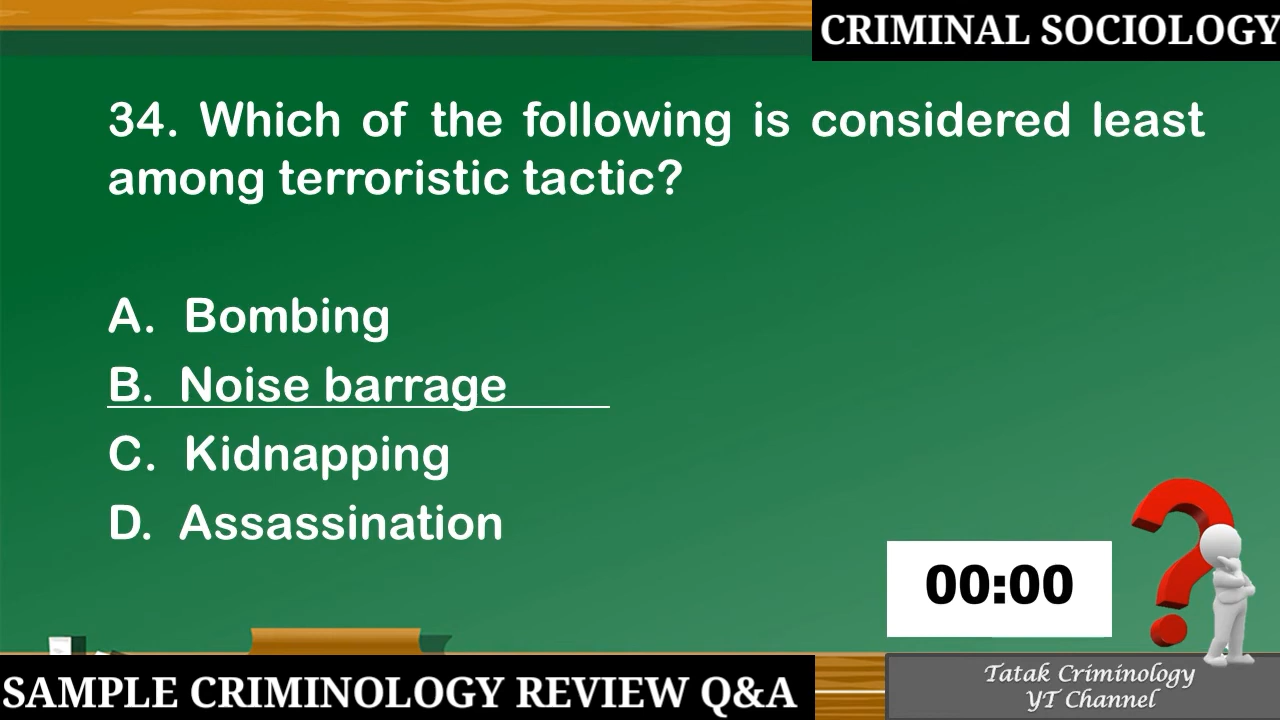 CRIMINAL SOCIOLOGY
34. Which of the following is considered least
among terroristic tactic?
A. Bombing
B. Noise barrage
C. Kidnapping
D. Assassination
00:00
SAMPLE CRIMINOLOGY REVIEW Q&A
Tatak Criminology
YT Channel